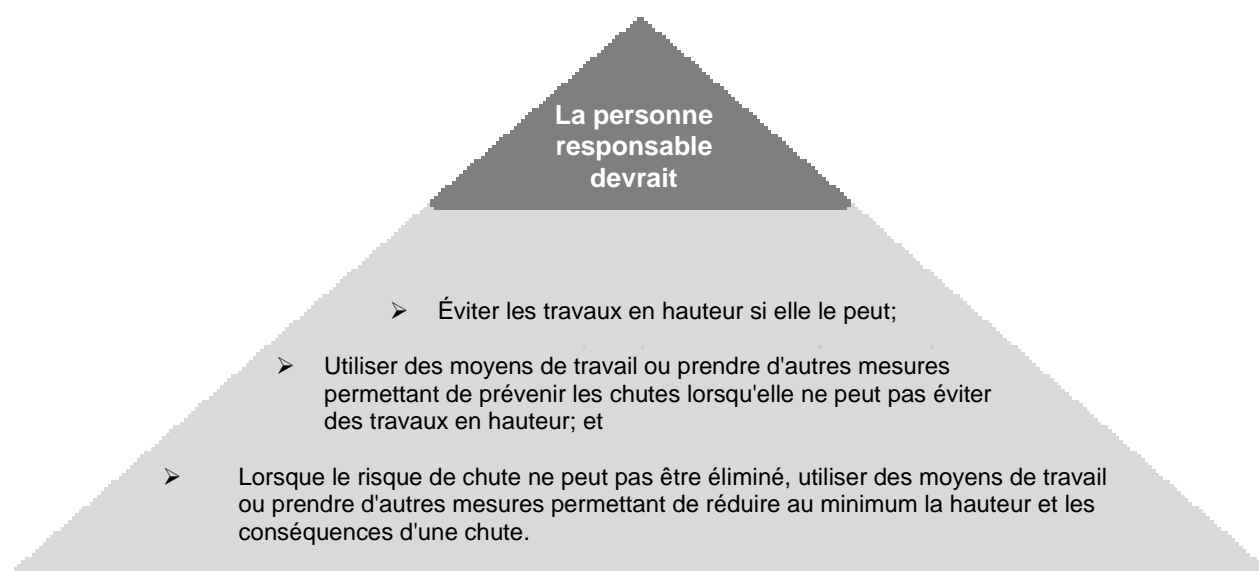 La personne
responsable
devrait
➢ Éviter les travaux en hauteur si elle le peut;
➢ Utiliser des moyens de travail ou prendre d'autres mesures
permettant de prévenir les chutes lorsqu'elle ne peut pas éviter
des travaux en hauteur; et
➢ Lorsque le risque de chute ne peut pas être éliminé, utiliser des moyens de travail
ou prendre d'autres mesures permettant de réduire au minimum la hauteur et les
conséquences d'une chute.